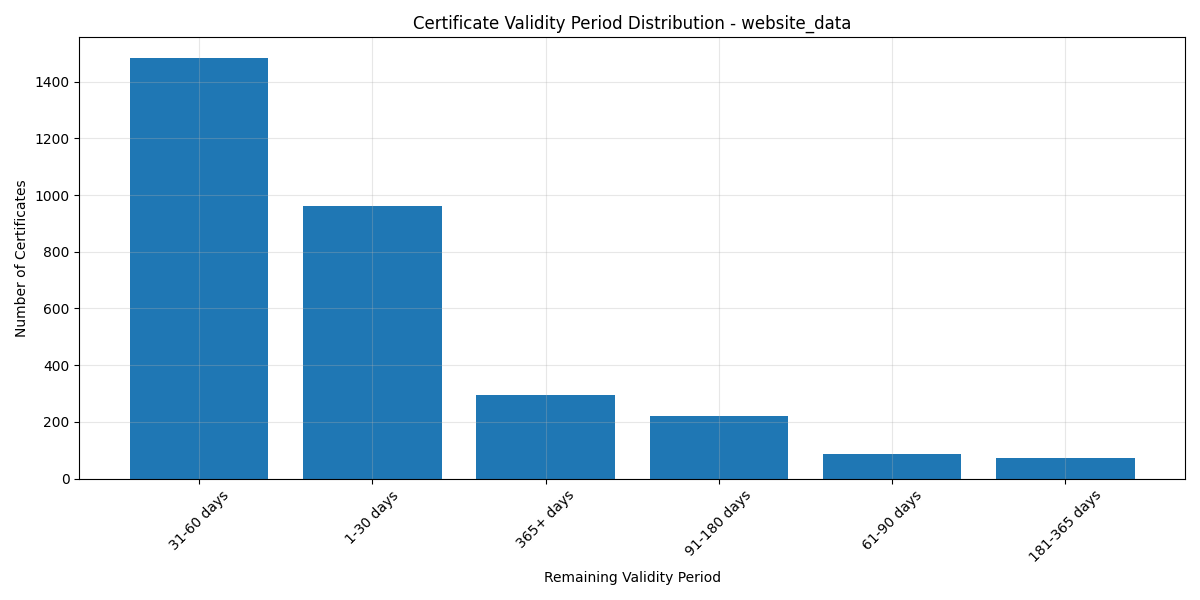 Certificate Validity Period Distribution - website_data
Number of Certificates
1400
1200
1000
800
600
400
200
0
31-60 days
1-30 days
365+ days
91-180 days
61-90 days
181-365 days
Remaining Validity Period